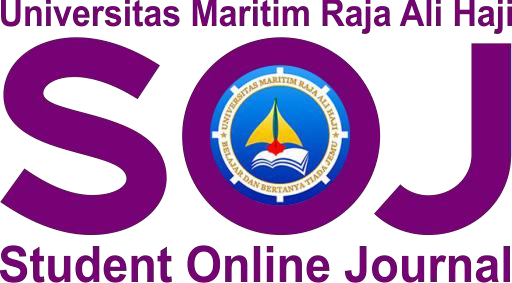 Universitas Maritim Raja Ali Haji
SOJ
UNIVERSITAS MARITIM RAJA ALI HAJI
BELAJAR DAN BERTANYA TIADA JEMU
Student Online Journal